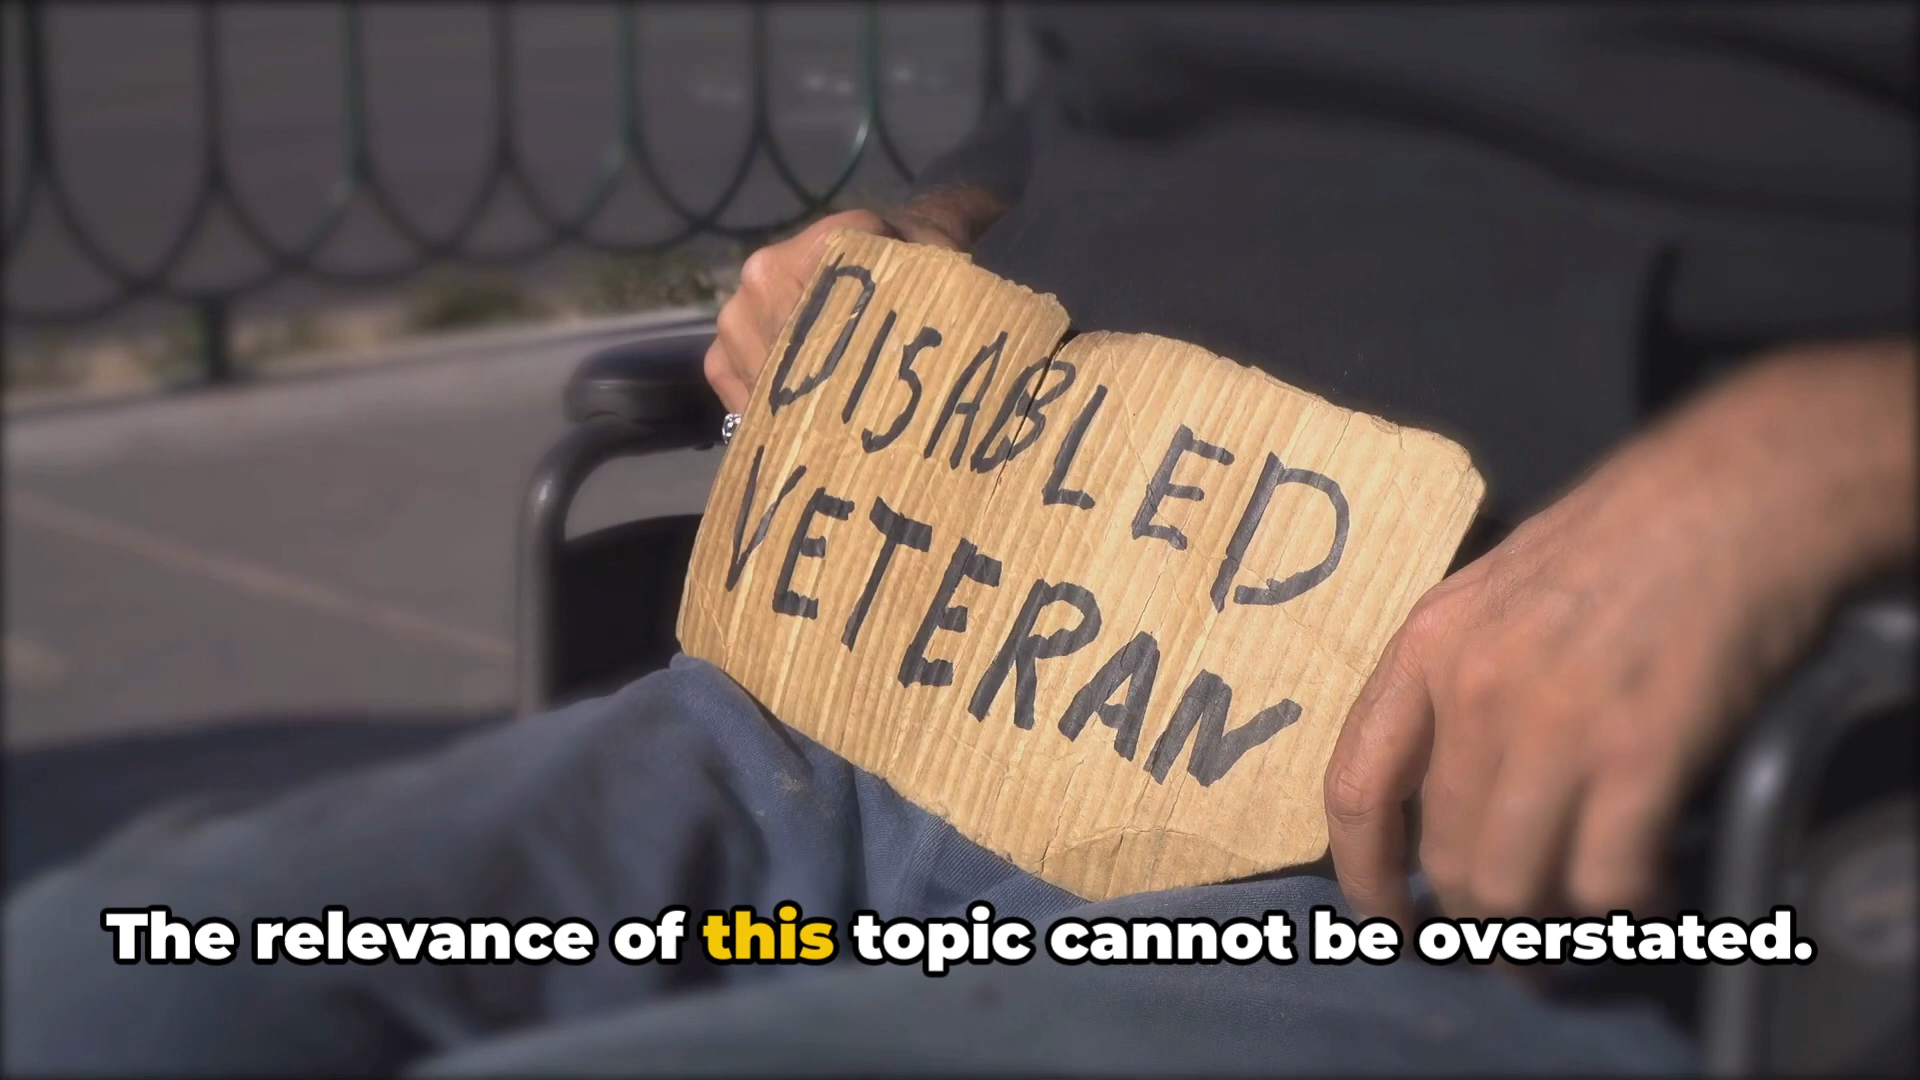 DISABLED
VETERAN
The relevance of this topic cannot be overstated.